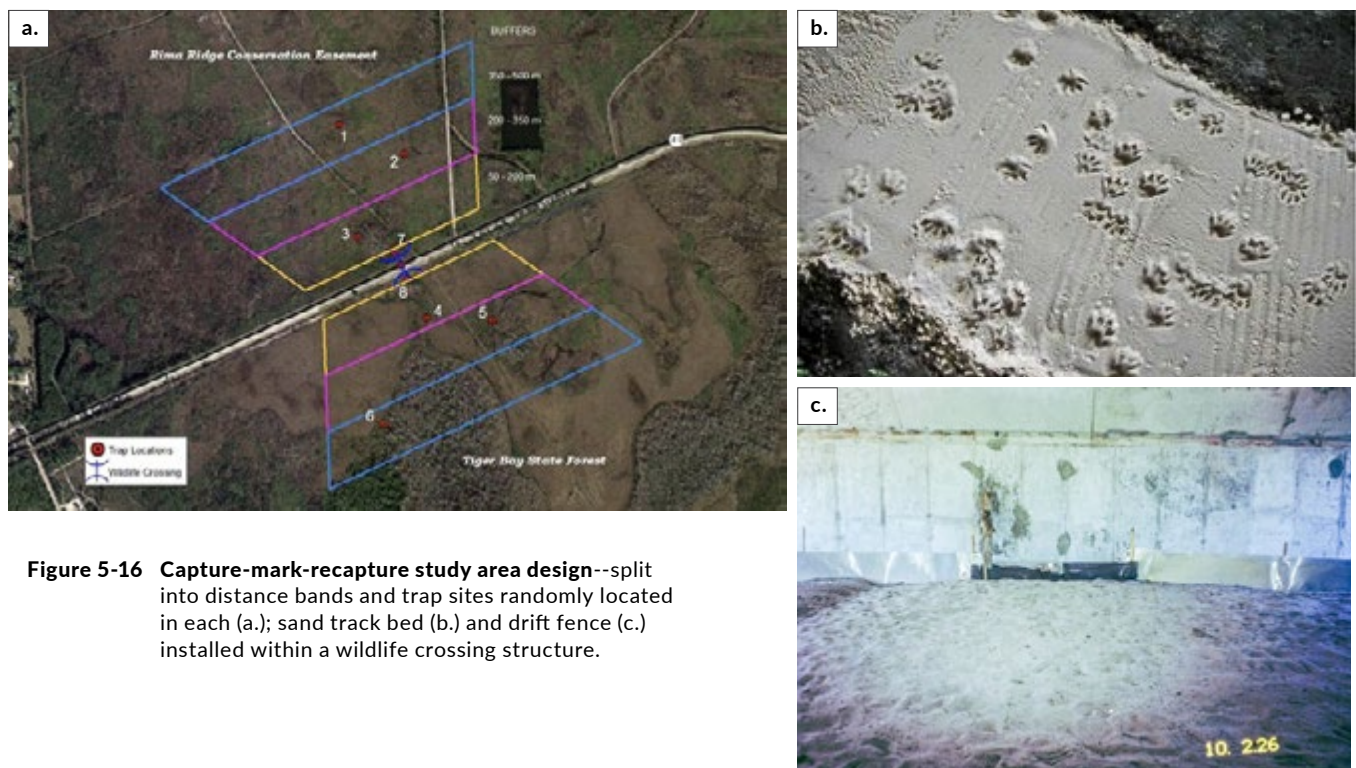 a.
Rima Ridge Conservation Easement
BUFFERS
350 - 500 m
200 - 350 m
50 - 200 m
1
2
3
7
8
4
5
6
Trap Locations
Wildlife Crossing
Tiger Bay State Forest
b.
c.
10. 2.26
Figure 5-16 Capture-mark-recapture study area design--split
into distance bands and trap sites randomly located
in each (a.); sand track bed (b.) and drift fence (c.)
installed within a wildlife crossing structure.